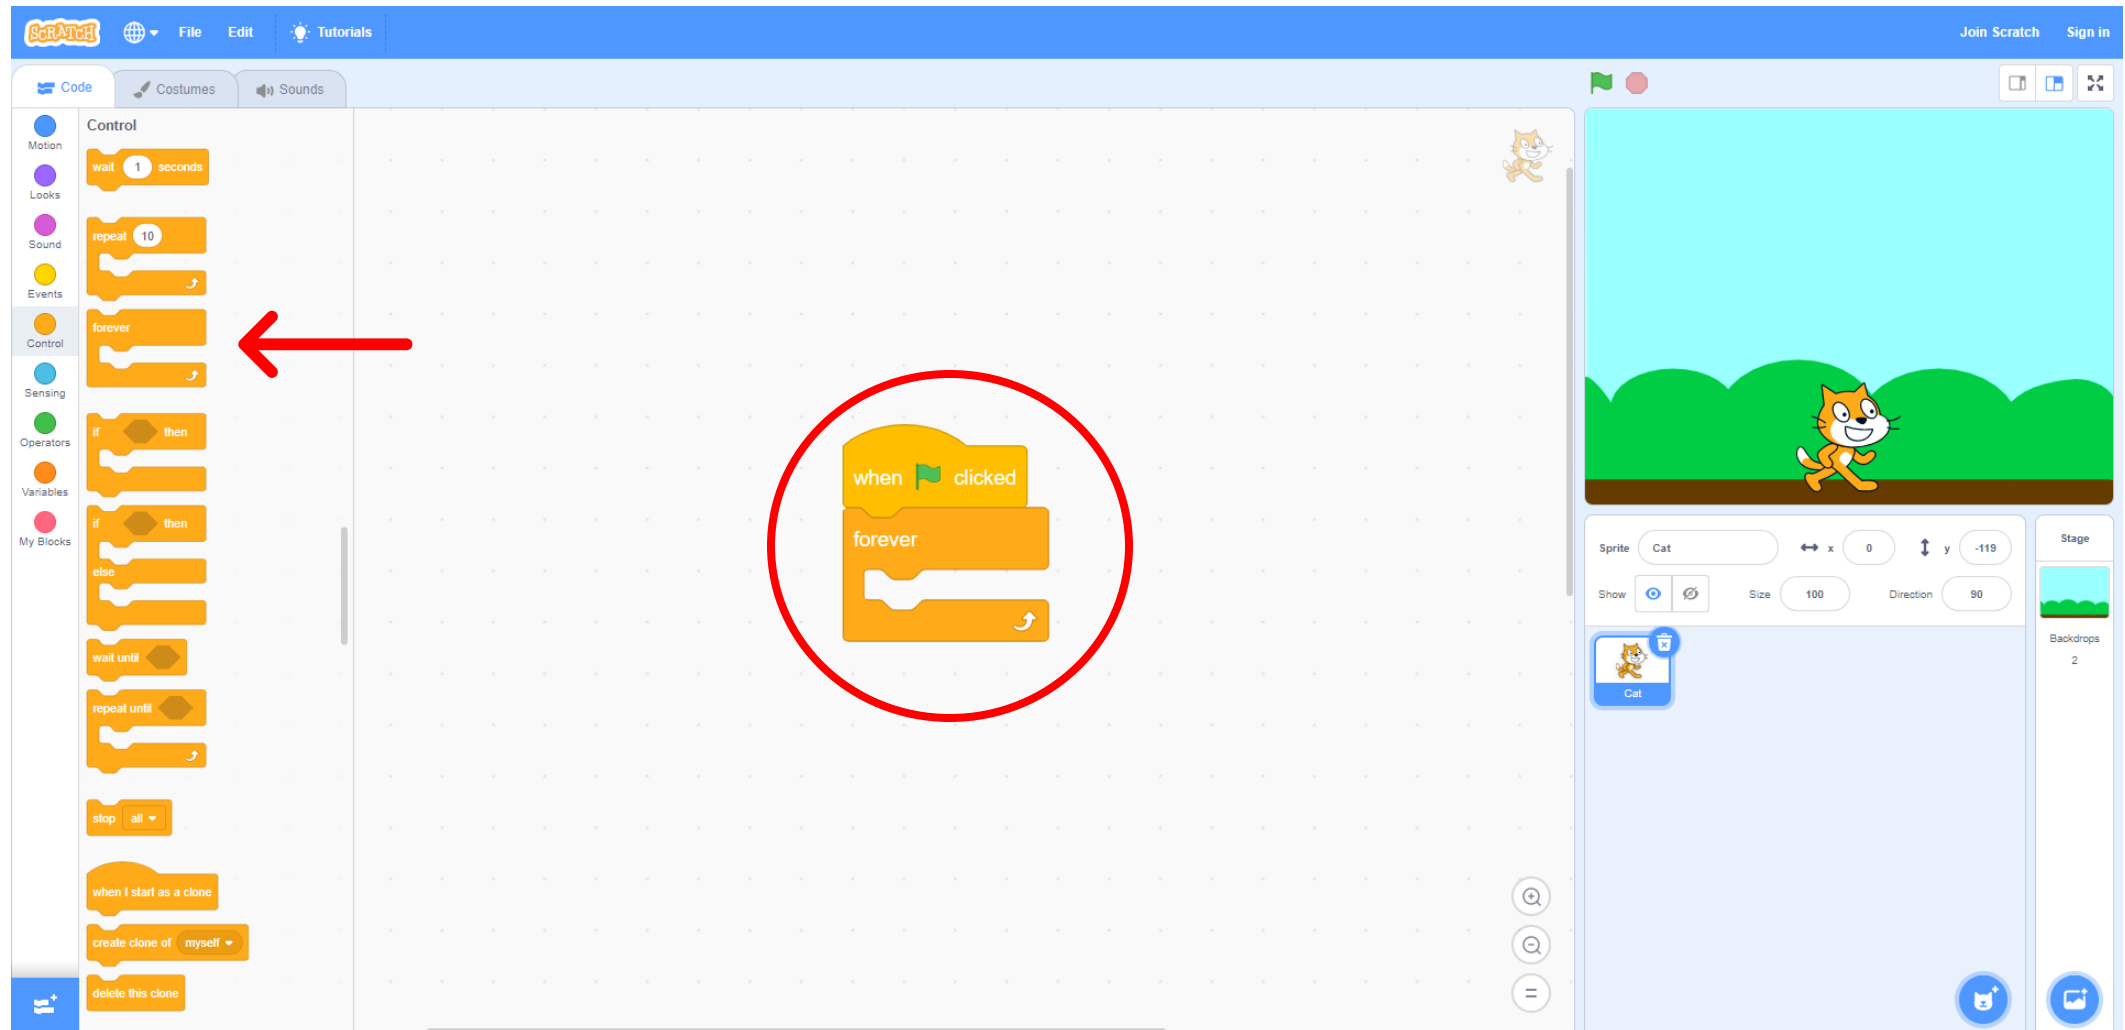 SCRATCH File Edit Tutorials Join Scratch Sign in
Code Costumes Sounds
Motion
Looks
Sound
Events
Control
Sensing
Operators
Variables
My Blocks
Control
wait 1 seconds
repeat 10
forever
if then
if then
else
wait until
repeat until
stop all
when I start as a clone
create clone of myself
delete this clone
when clicked
forever
Sprite Cat x 0 y -119
Show Size 100 Direction 90
Cat
Stage
Backdrops
2